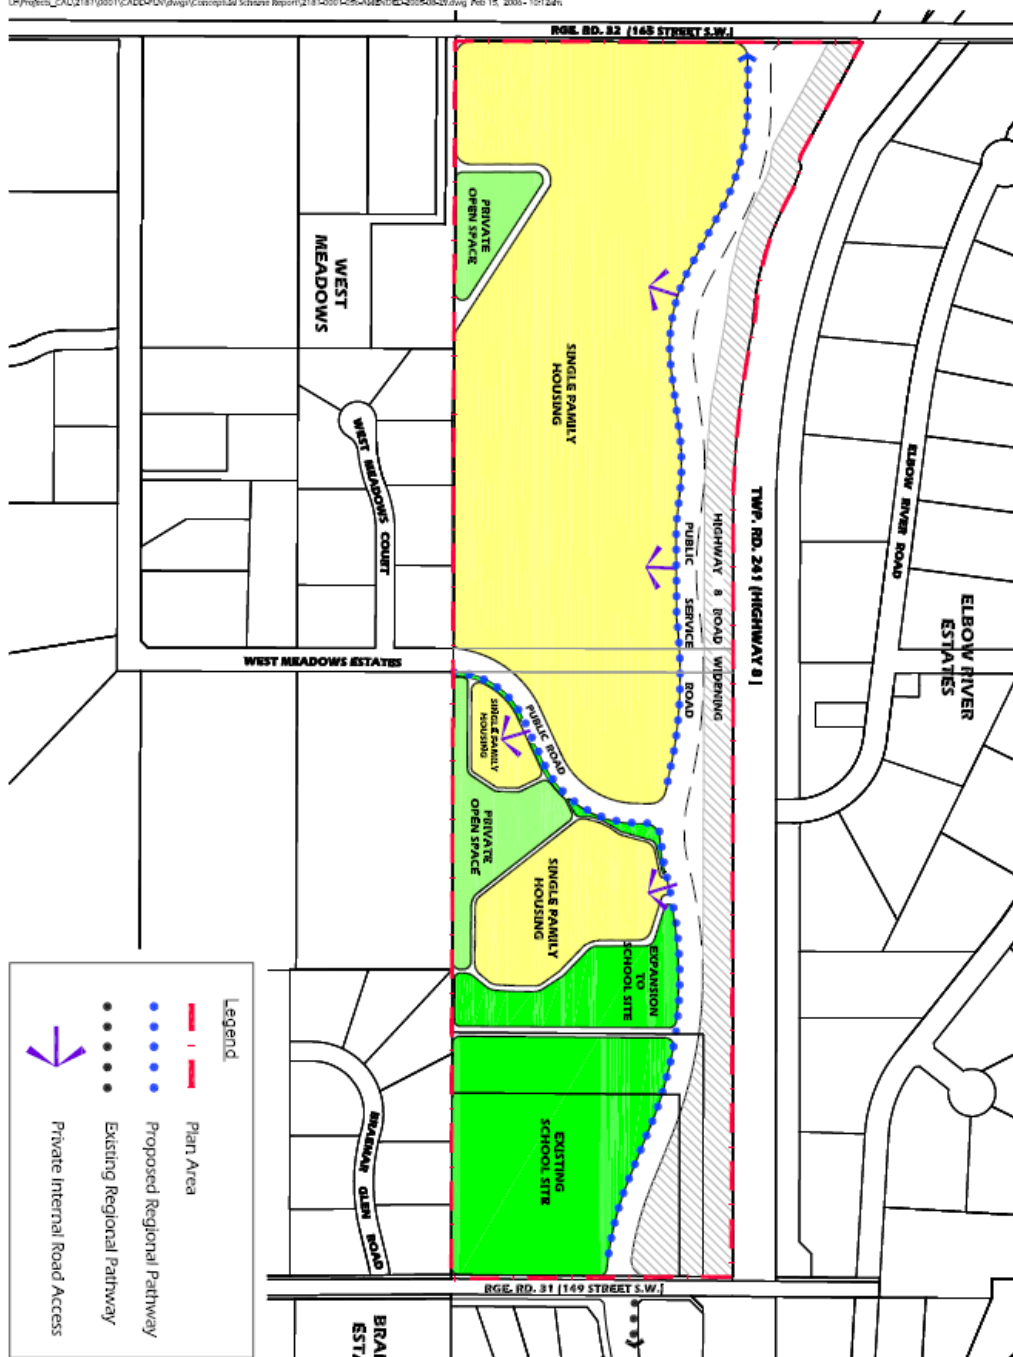 RGE. RD. 32 (165 STREET S.W.)
PRIVATE
OPEN SPACE
WEST
MEADOWS
SINGLE FAMILY
HOUSING
WEST MEADOWS COURT
ELBOW RIVER ROAD
TWP. RD. 241 (HIGHWAY 8)
HIGHWAY 8 ROAD WIDENING
PUBLIC SERVICE ROAD
ELBOW RIVER
ESTATES
WEST MEADOWS ESTATES
SINGLE FAMILY
HOUSING
PUBLIC ROAD
PRIVATE
OPEN SPACE
SINGLE FAMILY
HOUSING
EXPANSION
TO
SCHOOL SITE
EXISTING
SCHOOL SITE
BRAEMAR GLEN ROAD
RGE. RD. 31 (149 STREET S.W.)
Legend
Plan Area
Proposed Regional Pathway
Existing Regional Pathway
Private Internal Road Access